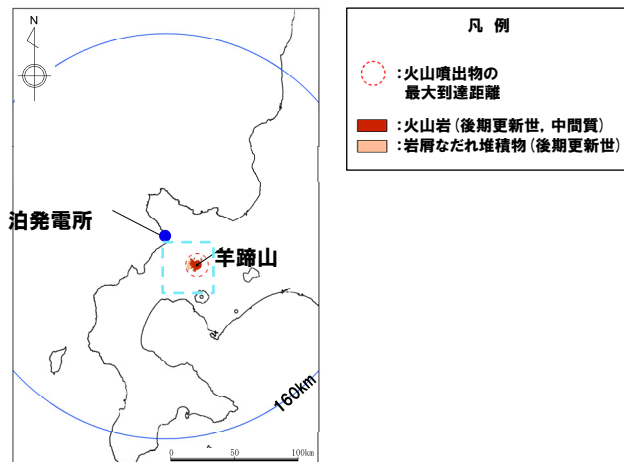 N
泊発電所
羊蹄山
160km
0 50 100km
凡 例
:火山噴出物の
最大到達距離
:火山岩(後期更新世, 中間質)
:岩屑なだれ堆積物(後期更新世)